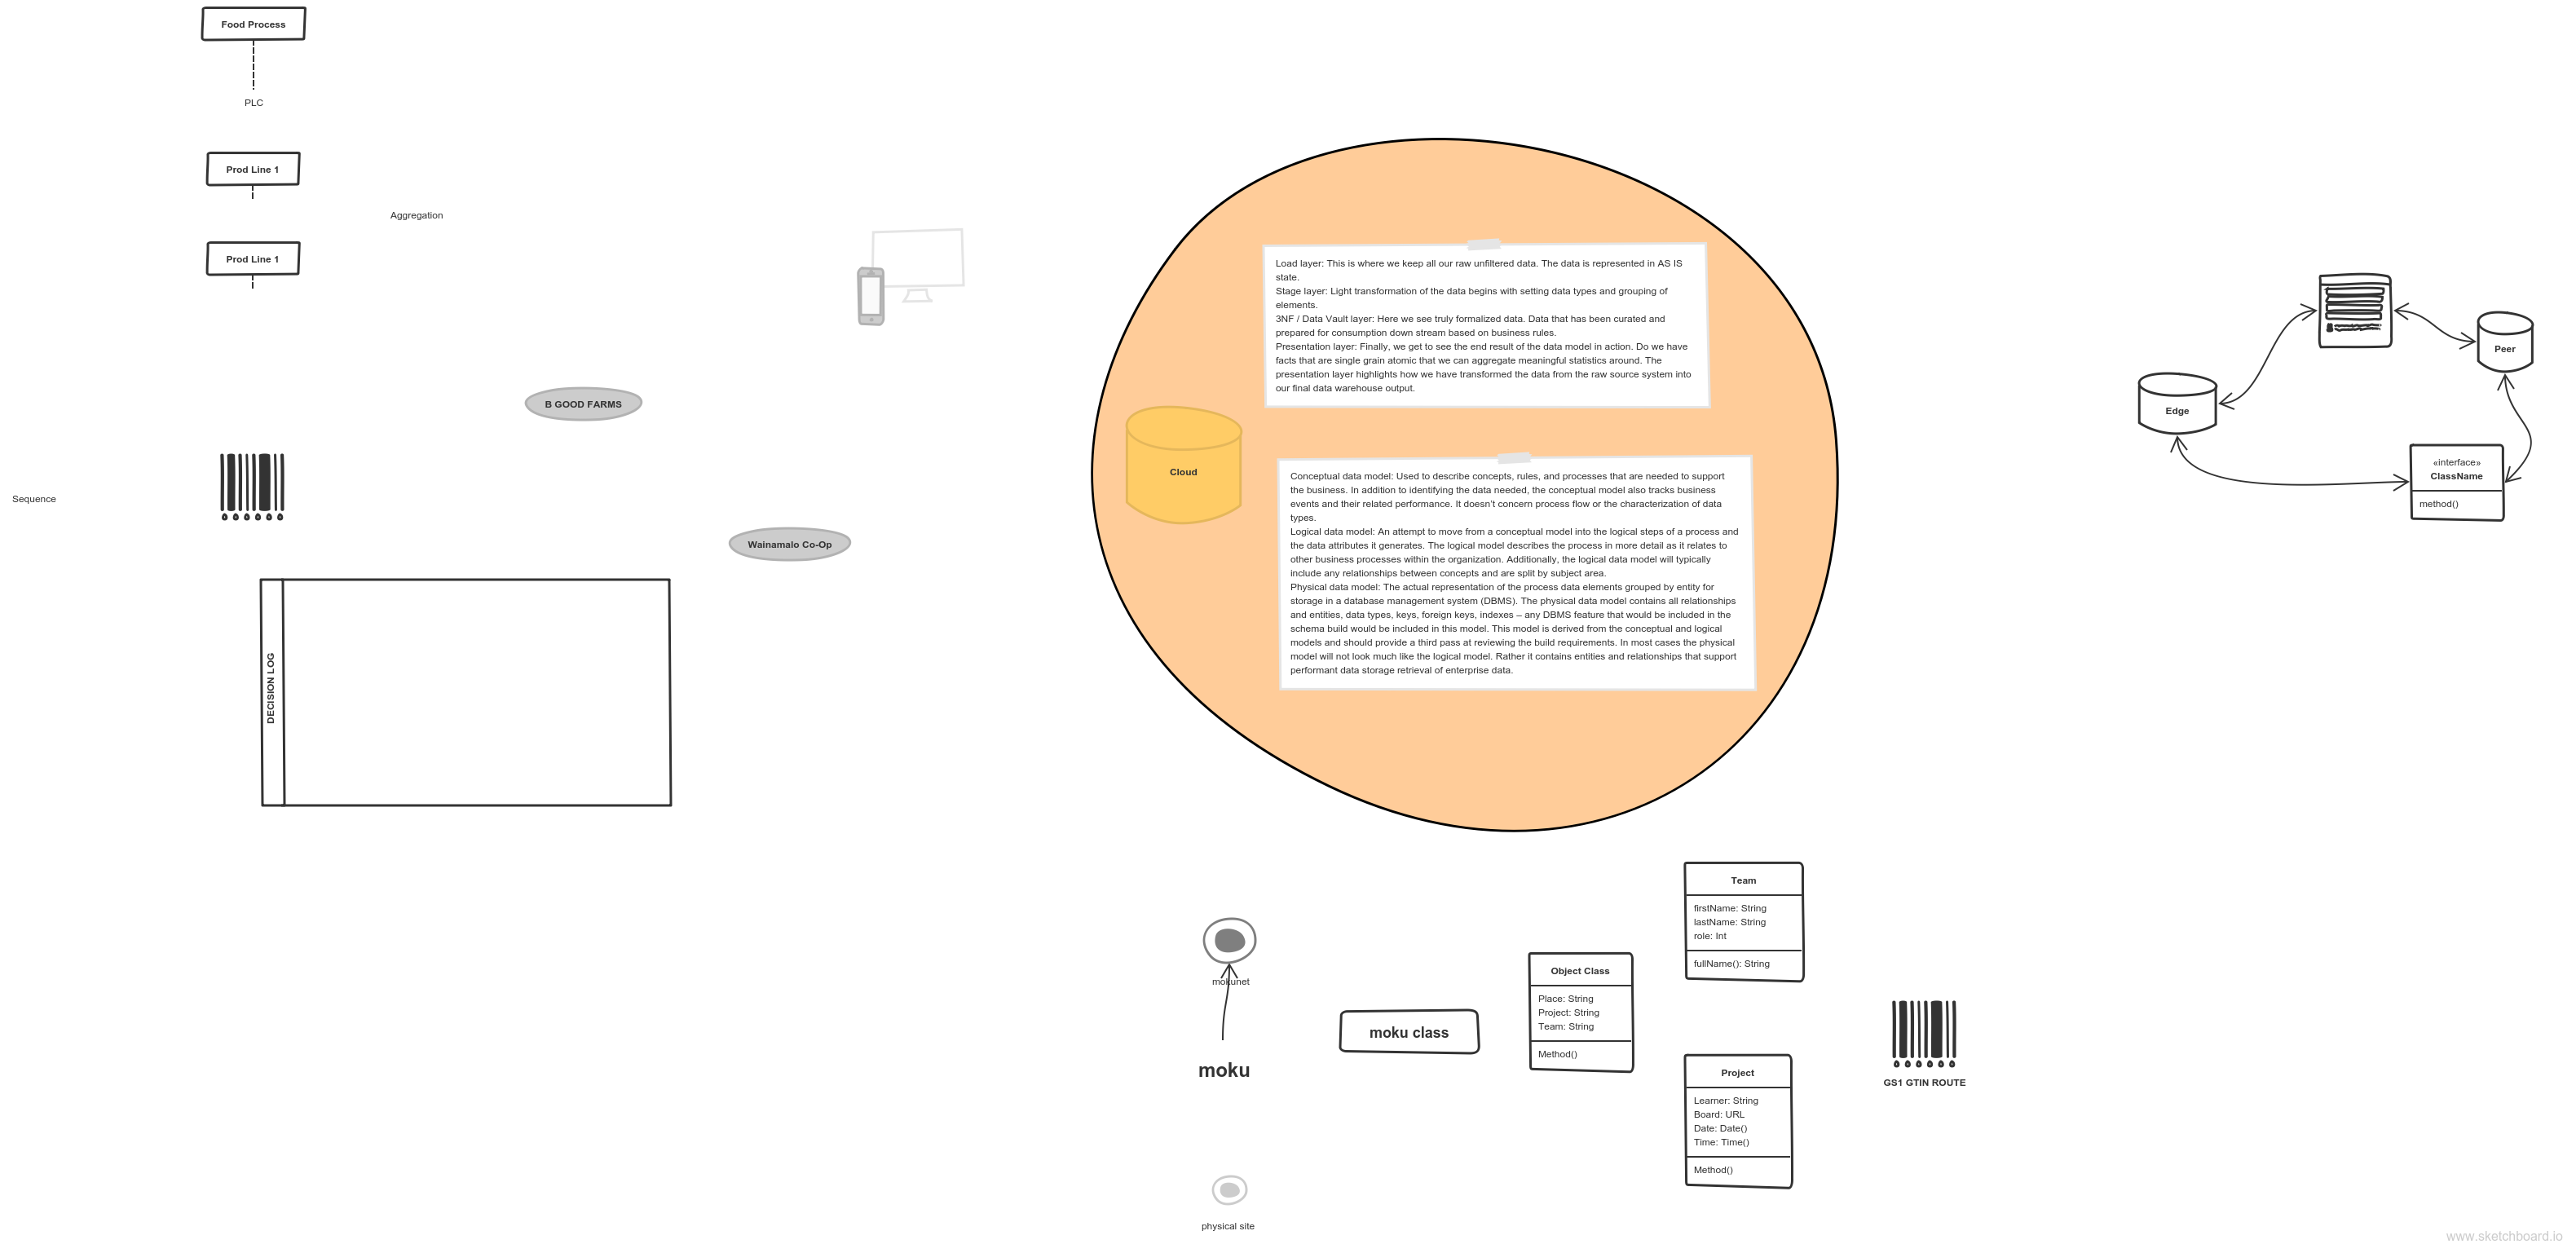 Food Process
PLC
Prod Line 1
Aggregation
Prod Line 1
B GOOD FARMS
Sequence
Wainamalo Co-Op
DECISION LOG
Cloud
Load layer: This is where we keep all our raw unfiltered data. The data is represented in AS IS
state.
Stage layer: Light transformation of the data begins with setting data types and grouping of
elements.
3NF / Data Vault layer: Here we see truly formalized data. Data that has been curated and
prepared for consumption down stream based on business rules.
Presentation layer: Finally, we get to see the end result of the data model in action. Do we have
facts that are single grain atomic that we can aggregate meaningful statistics around. The
presentation layer highlights how we have transformed the data from the raw source system into
our final data warehouse output.
Conceptual data model: Used to describe concepts, rules, and processes that are needed to support
the business. In addition to identifying the data needed, the conceptual model also tracks business
events and their related performance. It doesn't concern process flow or the characterization of data
types.
Logical data model: An attempt to move from a conceptual model into the logical steps of a process and
the data attributes it generates. The logical model describes the process in more detail as it relates to
other business processes within the organization. Additionally, the logical data model will typically
include any relationships between concepts and are split by subject area.
Physical data model: The actual representation of the process data elements grouped by entity for
storage in a database management system (DBMS). The physical data model contains all relationships
and entities, data types, keys, foreign keys, indexes – any DBMS feature that would be included in the
schema build would be included in this model. This model is derived from the conceptual and logical
models and should provide a third pass at reviewing the build requirements. In most cases the physical
model will not look much like the logical model. Rather it contains entities and relationships that support
performant data storage retrieval of enterprise data.
Peer
Edge
«interface»
ClassName
method()
mokunet
moku
physical site
moku class
Object Class
Place: String
Project: String
Team: String
Method()
Team
firstName: String
lastName: String
role: Int
fullName(): String
Project
Learner: String
Board: URL
Date: Date()
Time: Time()
Method()
GS1 GTIN ROUTE
www.sketchboard.io